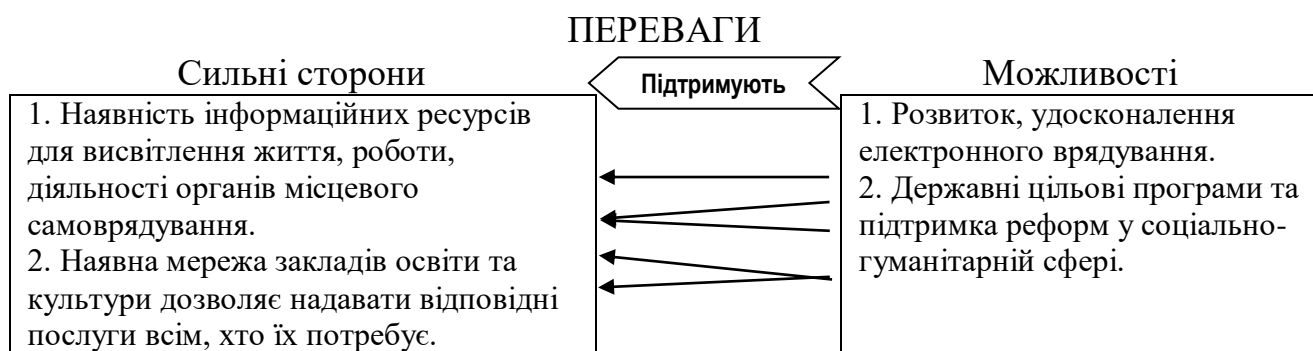 ПЕРЕВАГИ
Сильні сторони
Підтримують
Можливості
1. Наявність інформаційних ресурсів
для висвітлення життя, роботи,
діяльності органів місцевого
самоврядування.
2. Наявна мережа закладів освіти та
культури дозволяє надавати відповідні
послуги всім, хто їх потребує.
1. Розвиток, удосконалення
електронного врядування.
2. Державні цільові програми та
підтримка реформ у соціально-
гуманітарній сфері.